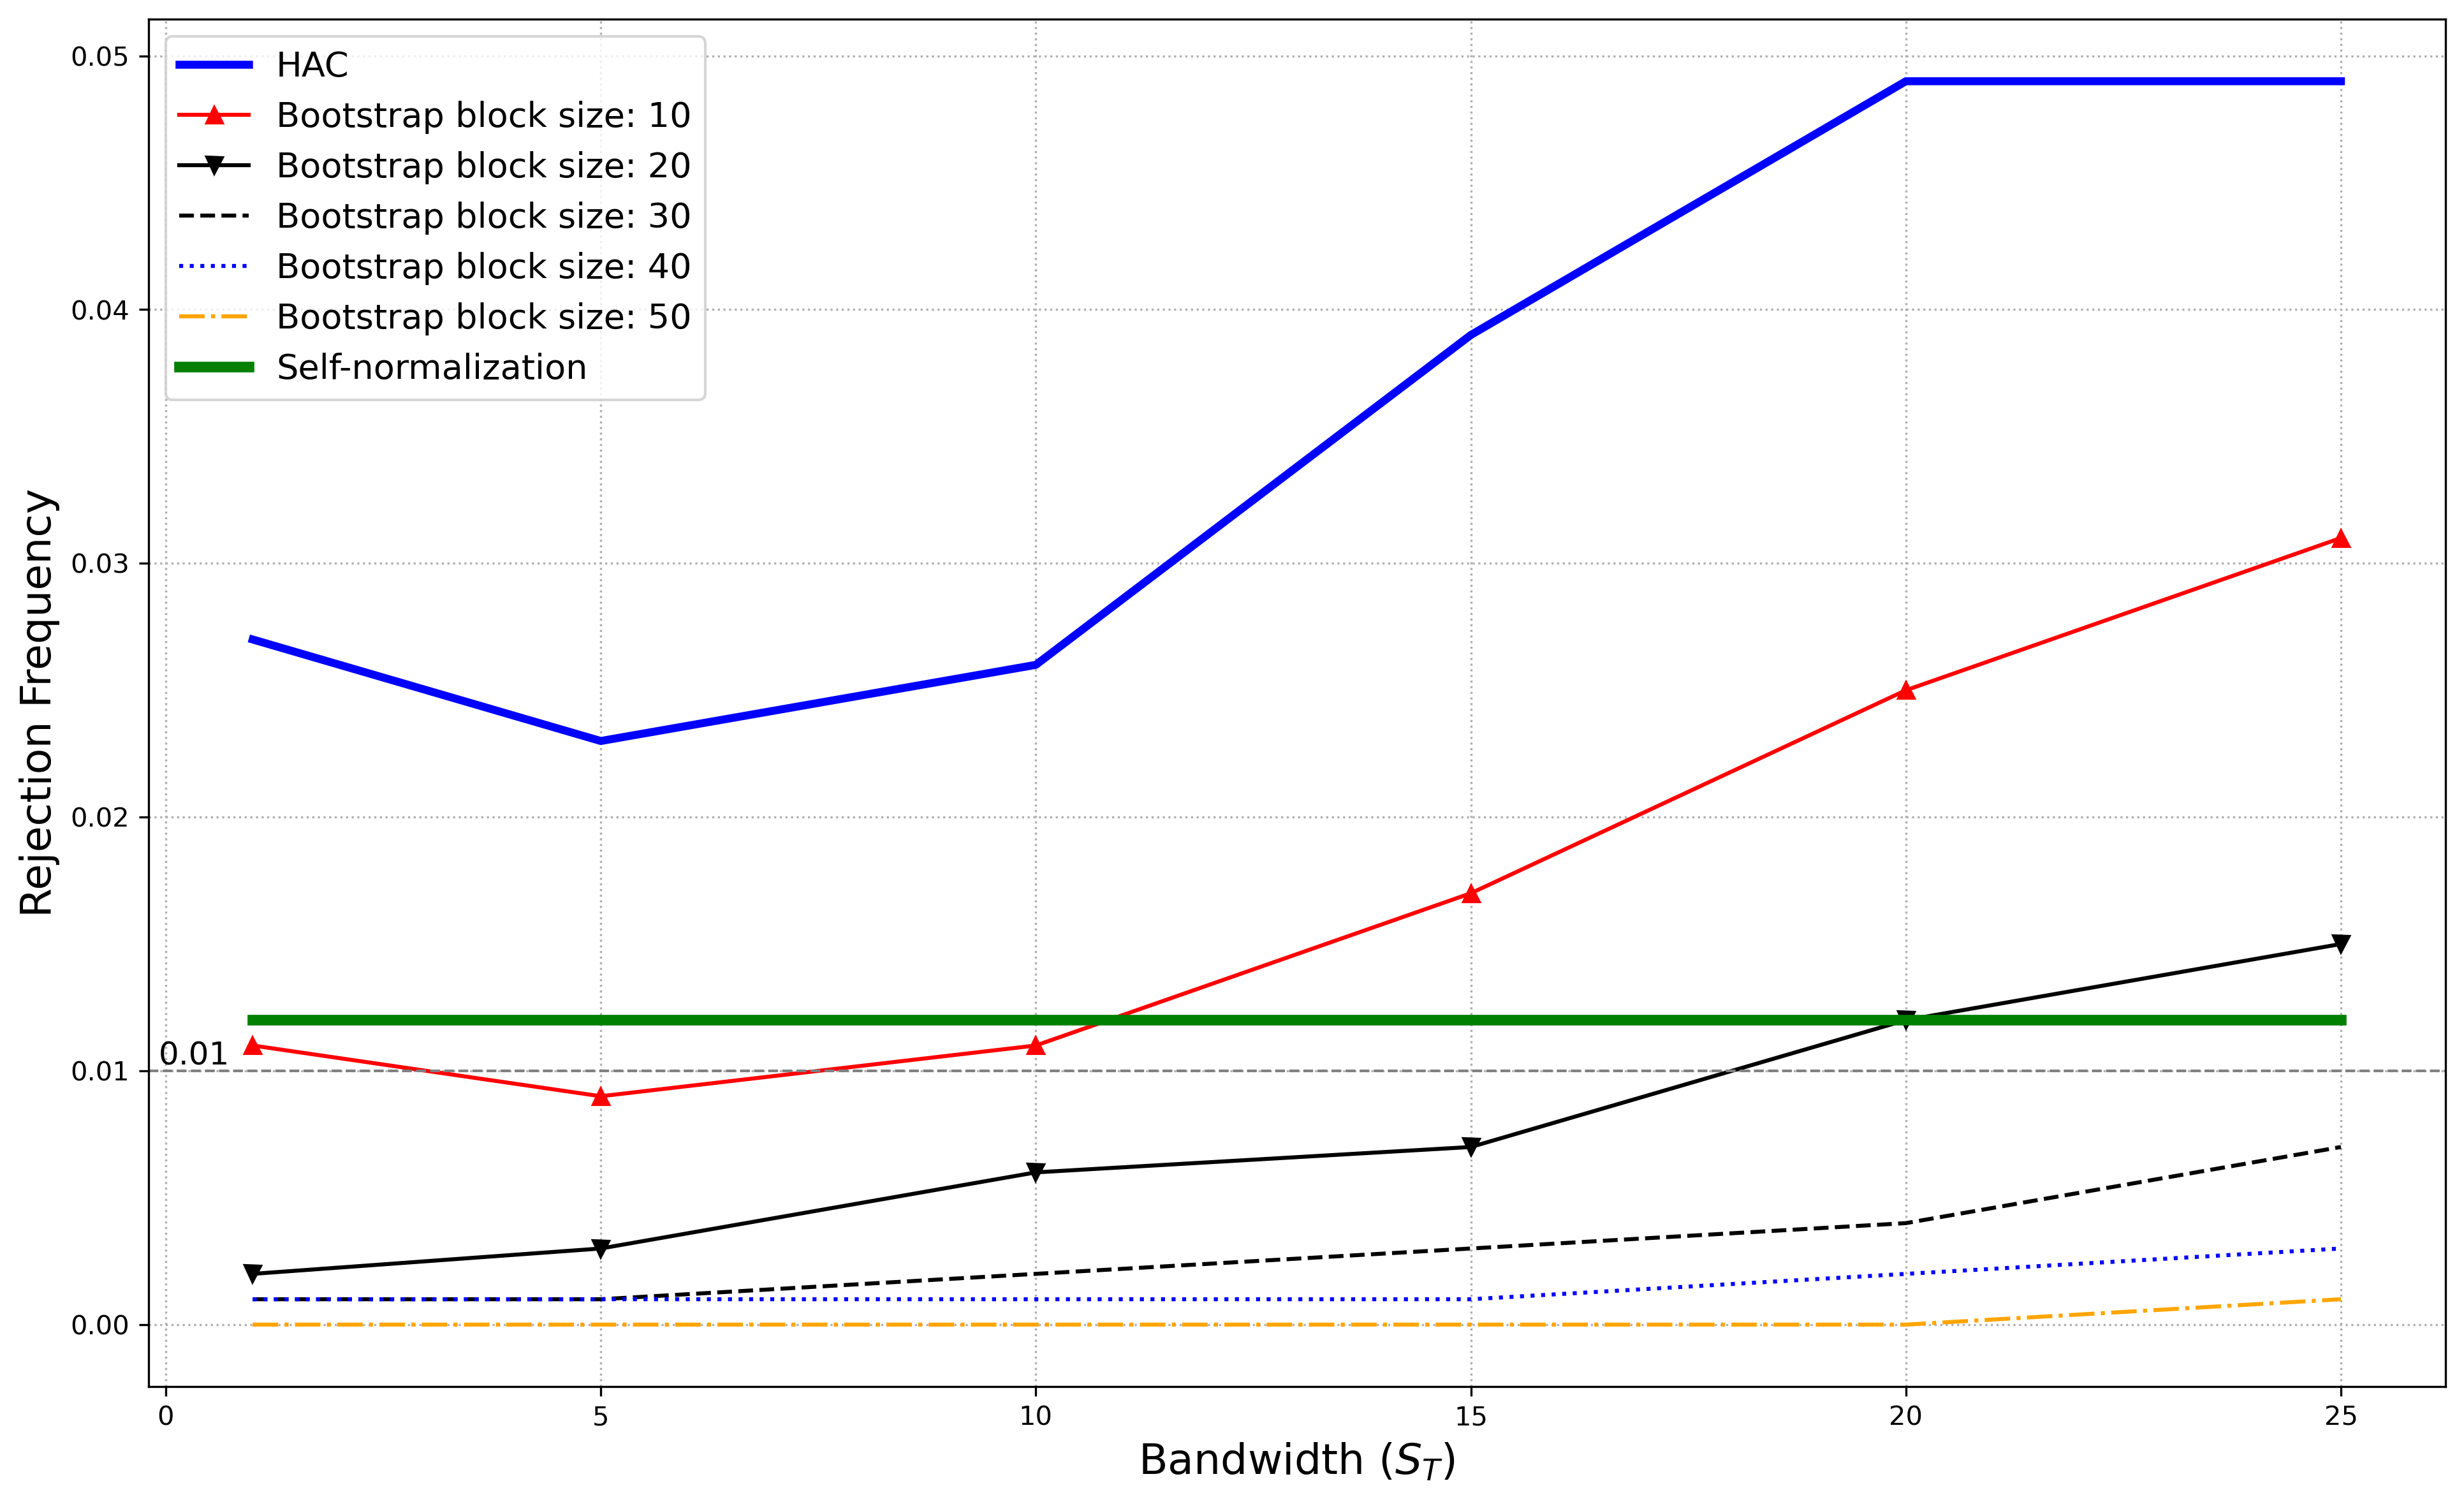 HAC
Bootstrap block size: 10
Bootstrap block size: 20
Bootstrap block size: 30
Bootstrap block size: 40
Bootstrap block size: 50
Self-normalization
Rejection Frequency
0.05
0.04
0.03
0.02
0.01
0.00
0.01
0 5 10 15 20 25
Bandwidth (S_T)